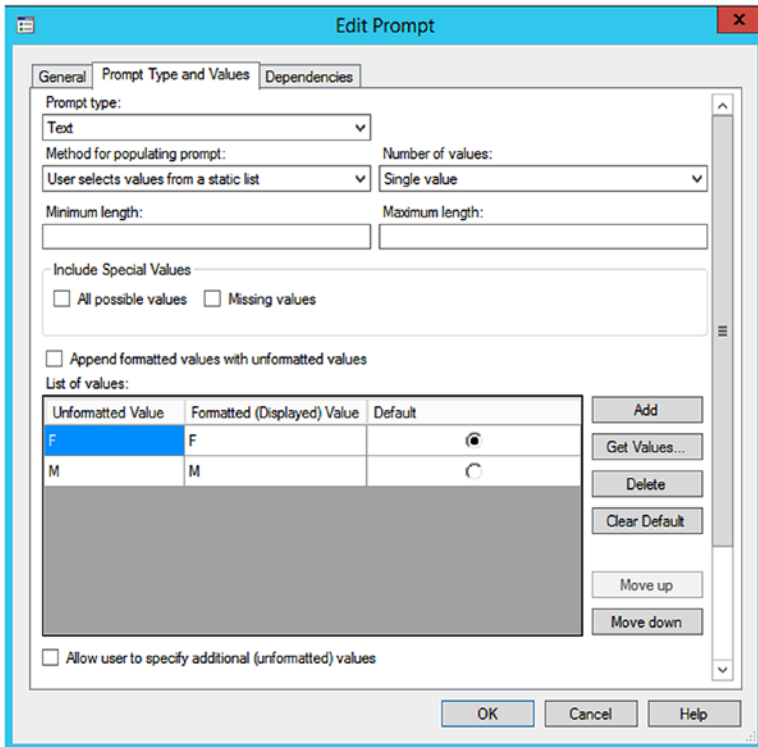 Edit Prompt
x
General Prompt Type and Values Dependencies
Prompt type:
Text
Method for populating prompt: Number of values:
User selects values from a static list Single value
Minimum length: Maximum length:
Include Special Values
All possible values Missing values
Append formatted values with unformatted values
List of values:
Unformatted Value Formatted (Displayed) Value Default Add
F F Get Values...
M M Delete
Clear Default
Move up
Move down
Allow user to specify additional (unformatted) values
OK Cancel Help